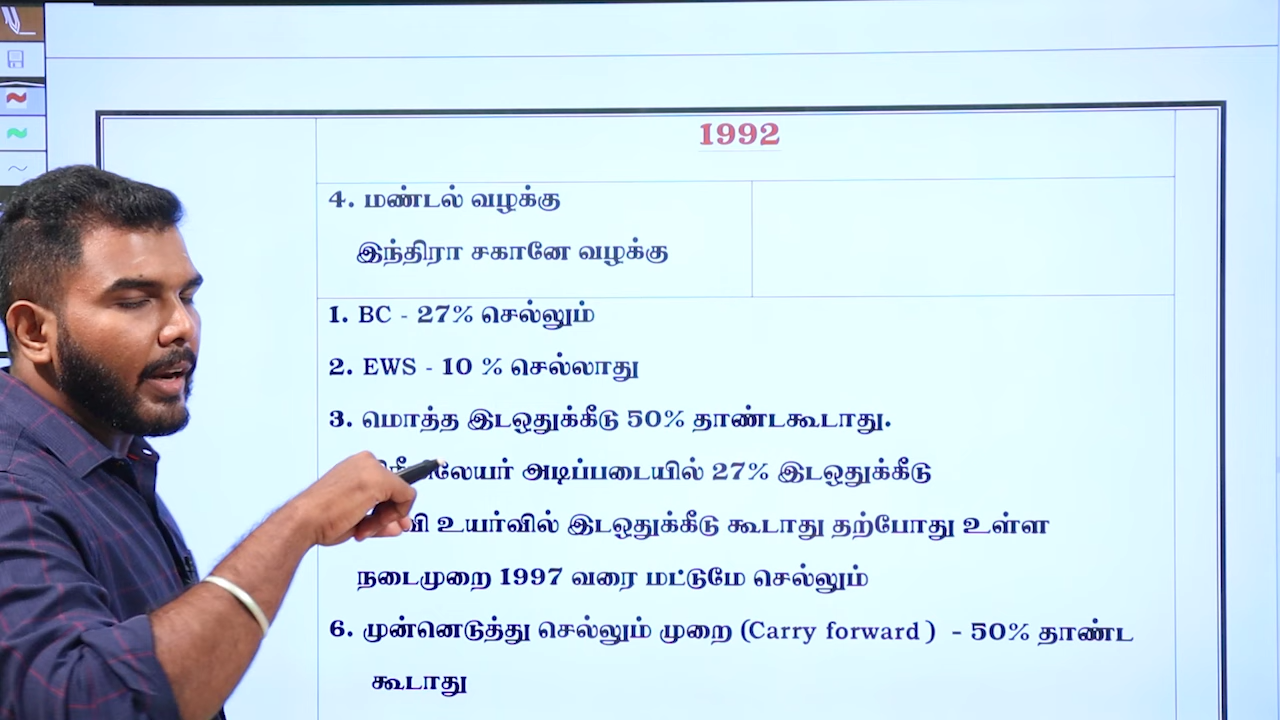 1992
4. மண்டல் வழக்கு
இந்திரா சகானே வழக்கு
1. BC - 27% செல்லும்
2. EWS - 10 % செல்லாது
3. மொத்த இடஒதுக்கீடு 50% தாண்டகூடாது.
அடிப்படையில் 27% இடஒதுக்கீடு
உயர்வில் இடஒதுக்கீடு கூடாது தற்போது உள்ள
நடைமுறை 1997 வரை மட்டுமே செல்லும்
6. முன்னெடுத்து செல்லும் முறை (Carry forward ) - 50% தாண்ட
கூடாது